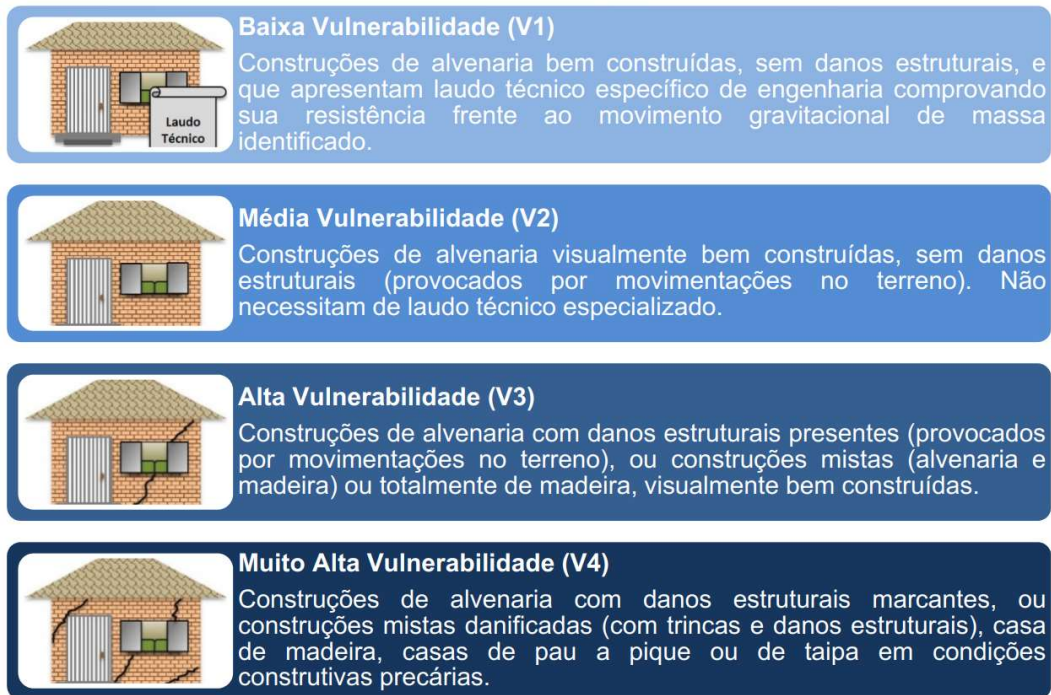 Baixa Vulnerabilidade (V1)
Construções de alvenaria bem construídas, sem danos estruturais, e
que apresentam laudo técnico específico de engenharia comprovando
sua resistência frente ao movimento gravitacional de massa
identificado.
Laudo
Técnico
Média Vulnerabilidade (V2)
Construções de alvenaria visualmente bem construídas, sem danos
estruturais (provocados por movimentações no terreno). Não
necessitam de laudo técnico especializado.
Alta Vulnerabilidade (V3)
Construções de alvenaria com danos estruturais presentes (provocados
por movimentações no terreno), ou construções mistas (alvenaria e
madeira) ou totalmente de madeira, visualmente bem construídas.
Muito Alta Vulnerabilidade (V4)
Construções de alvenaria com danos estruturais marcantes, ou
construções mistas danificadas (com trincas e danos estruturais), casa
de madeira, casas de pau a pique ou de taipa em condições
construtivas precárias.